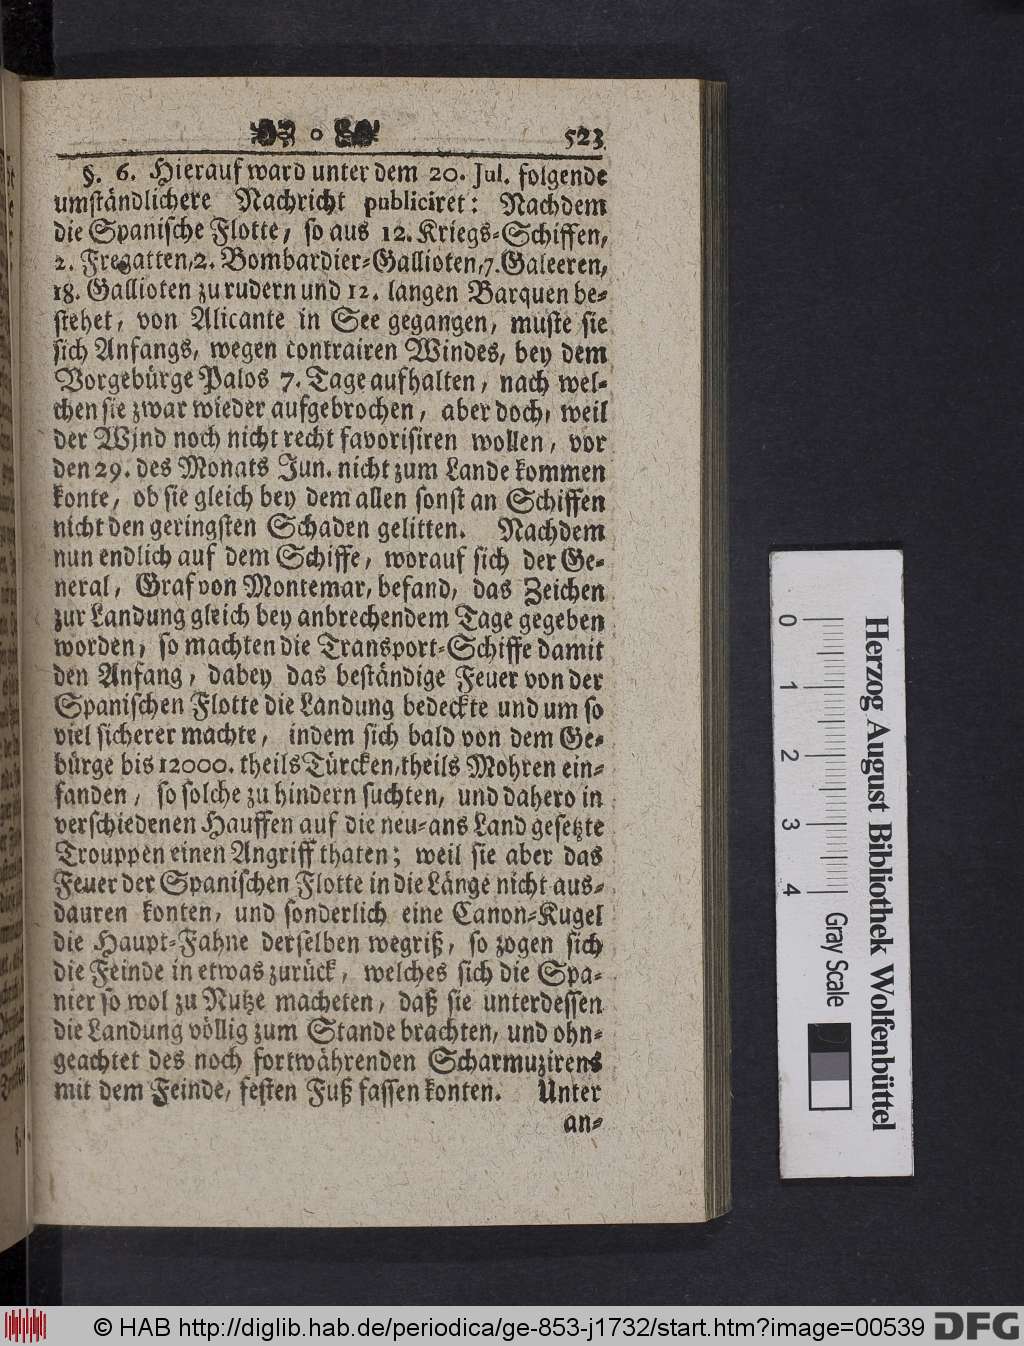 523
§. 6. Hierauf ward unter dem 20. Jul. folgende
umständlichere Nachricht publiciret: Nachdem
die Spanische Flotte, so aus 12. Kriegs-Schiffen,
2. Fregatten, 2. Bombardier-Gallioten, 7. Galeeren,
18. Gallioten zu rudern und 12. langen Barquen be-
stehet, von Alicante in See gegangen, muste sie
sich Anfangs, wegen contrairen Windes, bey dem
Vorgebürge Palos 7. Tage aufhalten, nach wel-
chen sie zwar wieder aufgebrochen, aber doch, weil
der Wjnd noch nicht recht favorisiren wollen, vor
den 29. des Monats Jun. nicht zum Lande kommen
konte, ob sie gleich bey dem allen sonst an Schiffen
nicht den geringsten Schaden gelitten. Nachdem
nun endlich auf dem Schiffe, worauf sich der Ge-
neral, Graf von Montemar, befand, das Zeichen
zur Landung gleich bey anbrechendem Tage gegeben
worden, so machten die Transport-Schiffe damit
den Anfang, dabey das beständige Feuer von der
Spanischen Flotte die Landung bedeckte und um so
viel sicherer machte, indem sich bald von dem Ge-
bürge bis 12000. theils Türcken, theils Mohren ein-
fanden, so solche zu hindern suchten, und dahero in
verschiedenen Hauffen auf die neu-ans Land gesetzte
Trouppen einen Angriff thaten; weil sie aber das
Feuer der Spanischen Flotte in die Länge nicht aus-
dauren konten, und sonderlich eine Canon-Kugel
die Haupt-Fahne derselben wegriß, so zogen sich
die Feinde in etwas zurück, welches sich die Spa-
nier so wol zu Nutze macheten, daß sie unterdessen
die Landung völlig zum Stande brachten, und ohn-
geachtet des noch fortwährenden Scharmuzirens
mit dem Feinde, festen Fuß fassen konten. Unter
an-
0 1 2 3 4
Gray Scale
Herzog August Bibliothek Wolfenbüttel
© HAB http://diglib.hab.de/periodica/ge-853-j1732/start.htm?image=00539
DFG